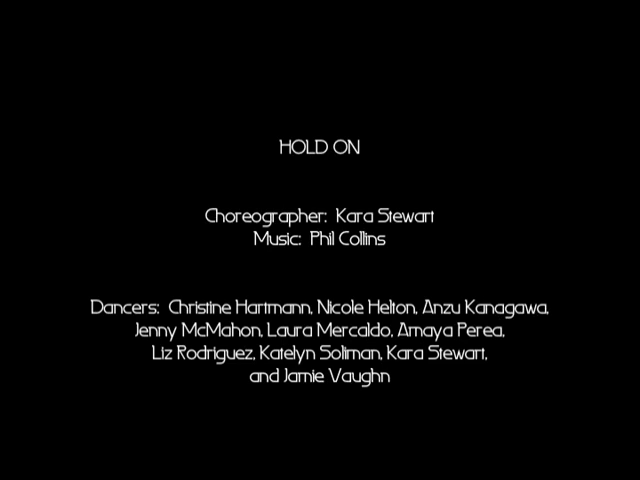 HOLD ON
Choreographer: Kara Stewart
Music: Phil Collins
Dancers: Christine Hartmann, Nicole Helton, Anzu Kanagawa,
Jenny McMahon, Laura Mercaldo, Amaya Perea,
Liz Rodriguez, Katelyn Soliman, Kara Stewart,
and Jamie Vaughn